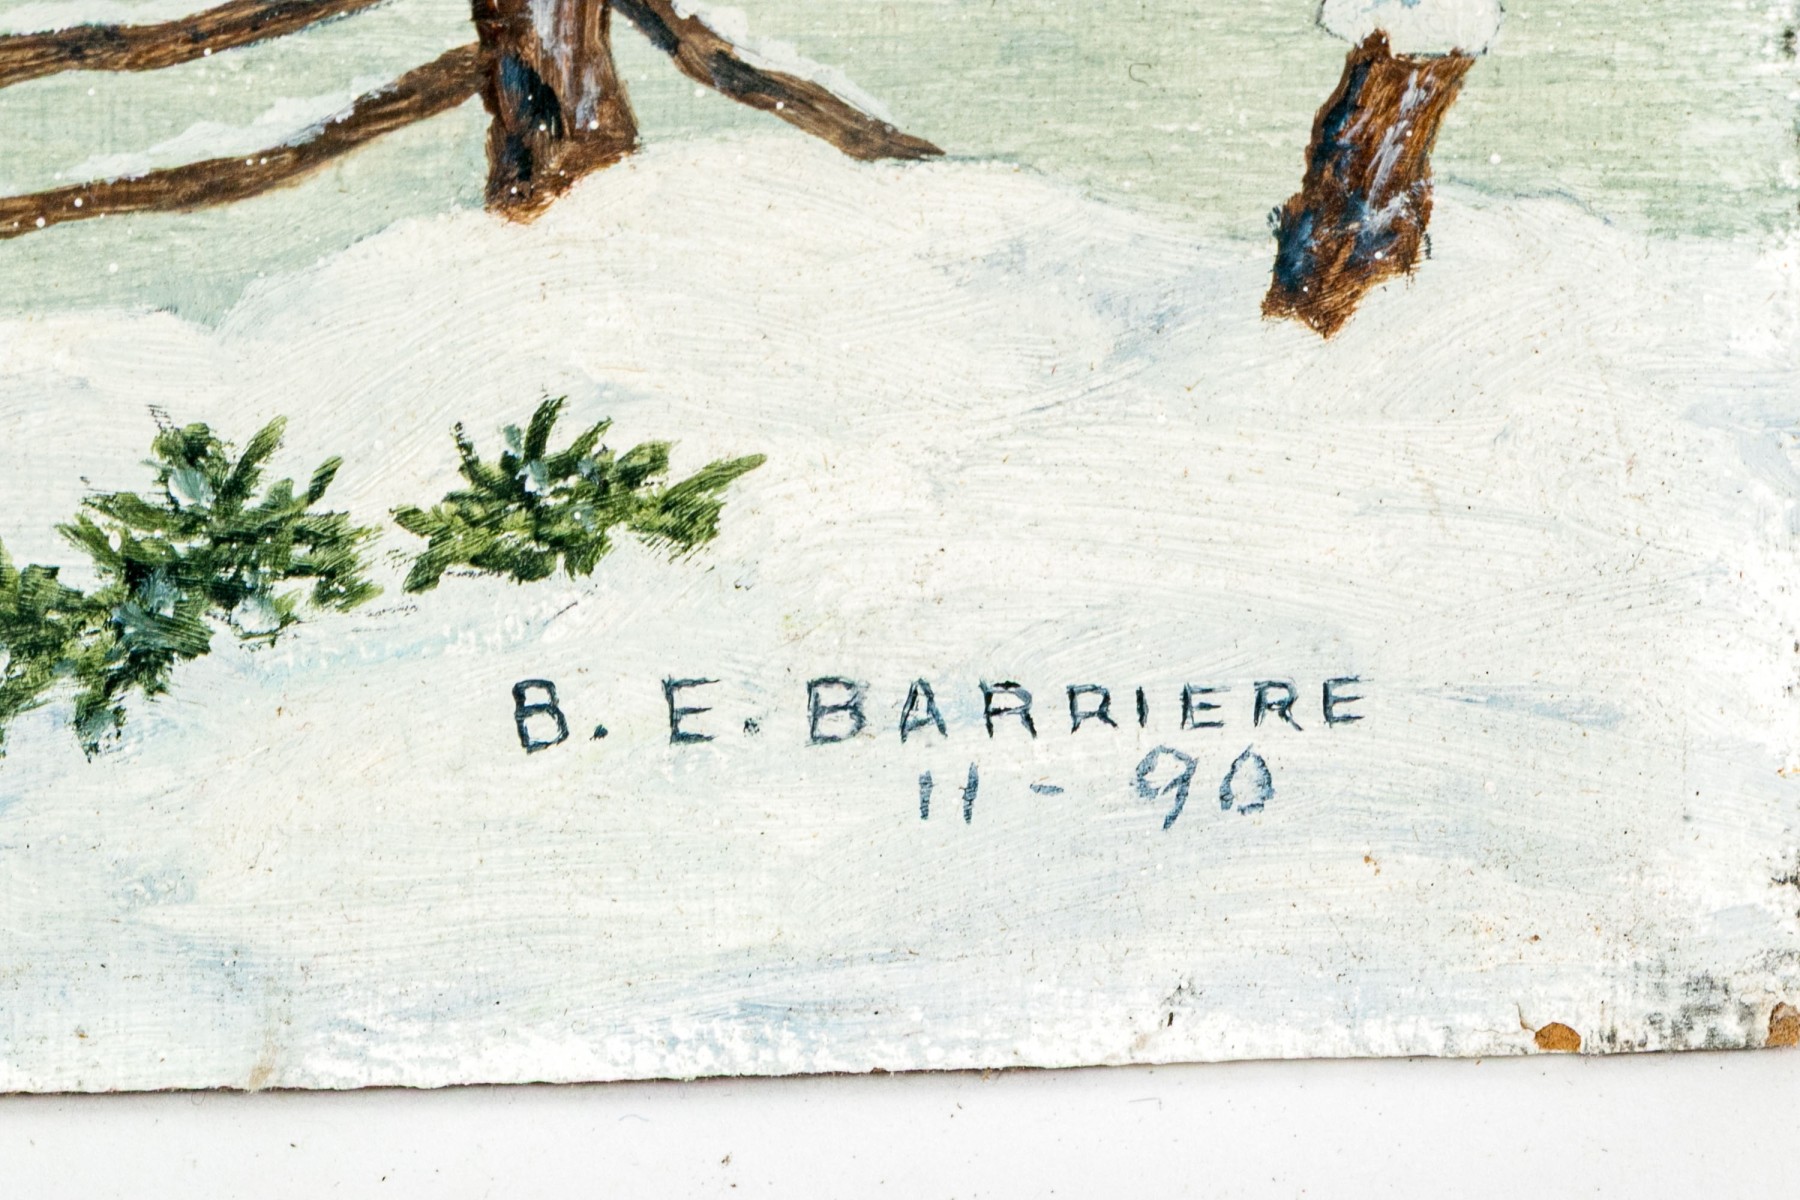 B. E. BARRIERE
11 - 90